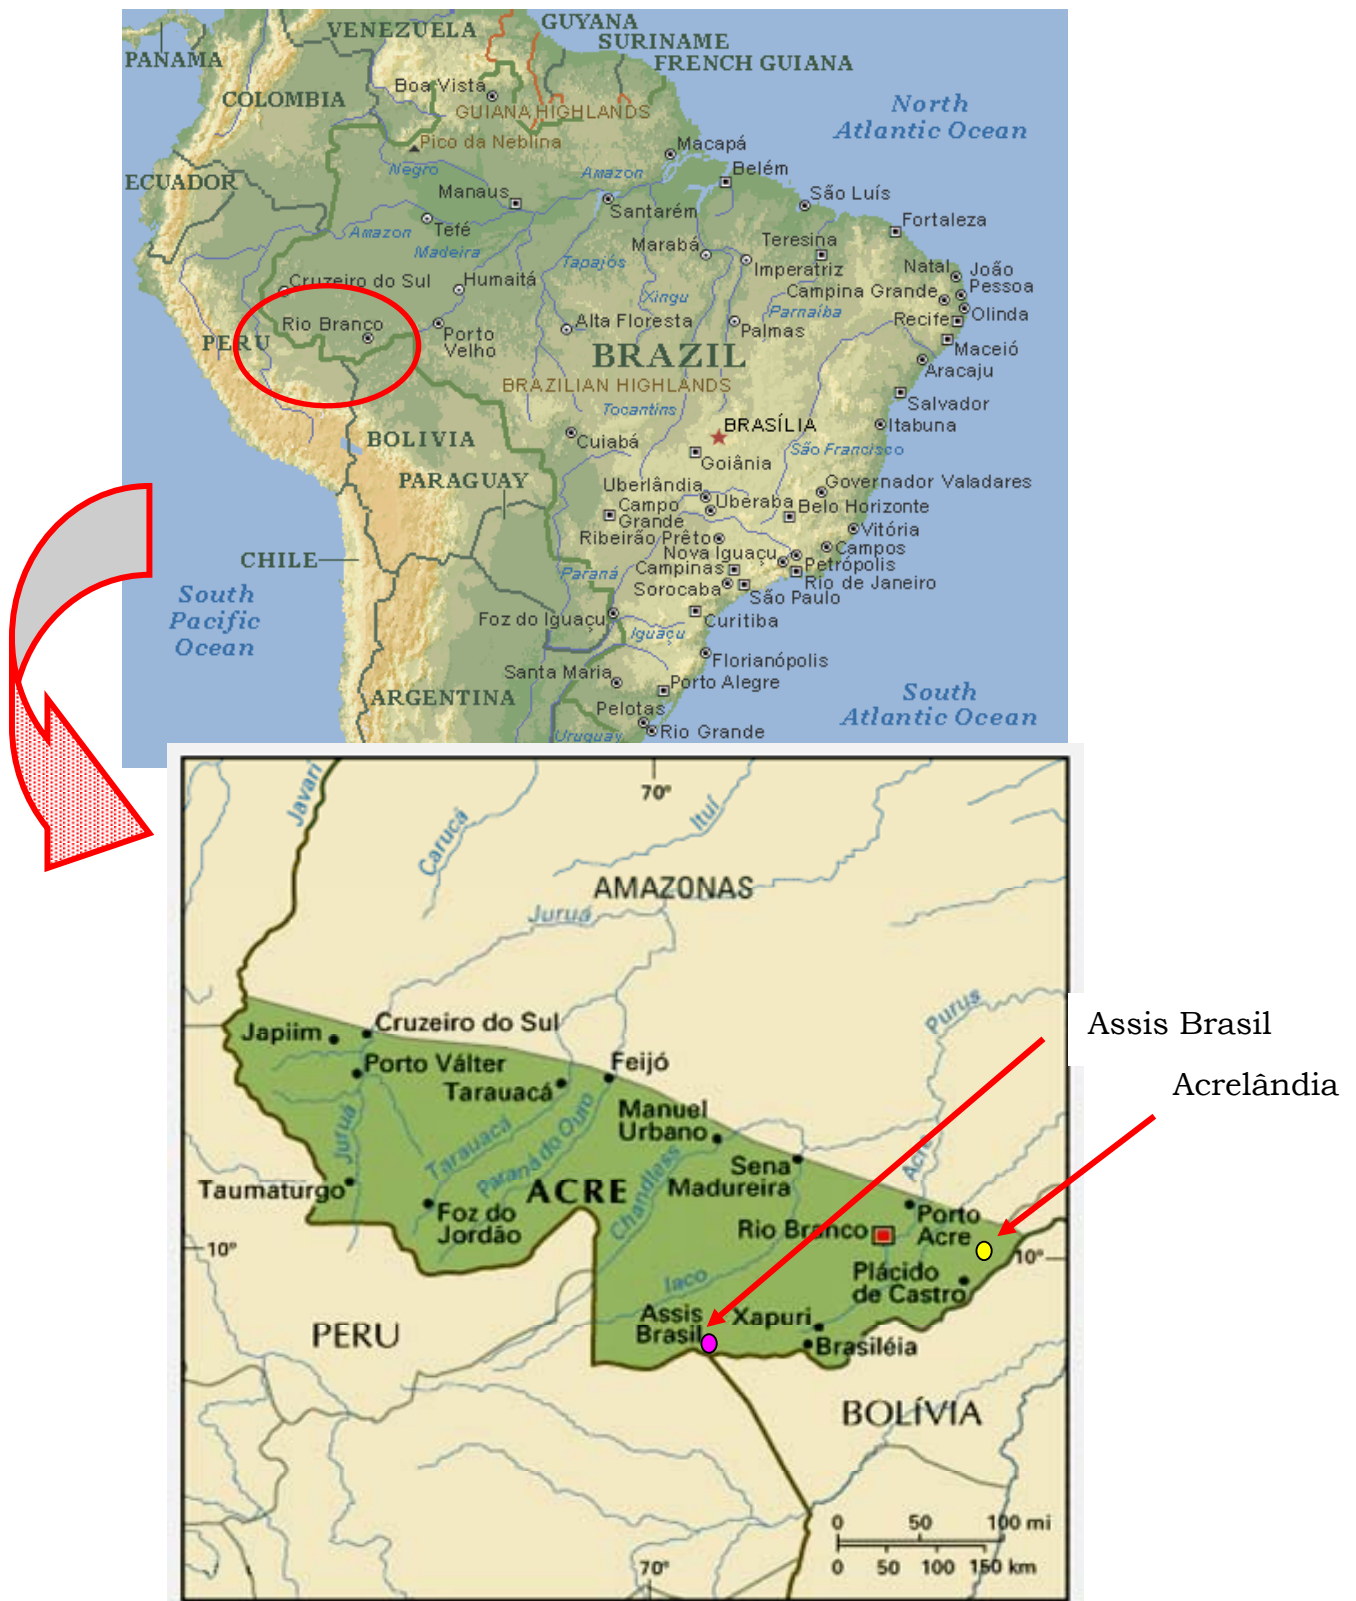 GUYANA
VENEZUELA
SURINAME
PANAMA
FRENCH GUIANA
Boa Vista
COLOMBIA
GUIANA HIGHLANDS
North
Atlantic Ocean
Pico da Neblina
Macapá
Negro
Amazon
Belém
ECUADOR
Manaus
São Luís
Santarém
Fortaleza
Amazon
Tefé
Madeira
Marabá
Teresina
Tapajós
Imperatriz
Natal
João
Pessoa
Cruzeiro do Sul
Humaitá
Xingu
Campina Grande
Parnaíba
Olinda
Rio Branco
Porto
Velho
Alta Floresta
Palmas
Recife
PERU
BRAZIL
Maceió
Aracaju
BRAZILIAN HIGHLANDS
Salvador
Tocantins
BRASÍLIA
Itabuna
BOLIVIA
Cuiabá
São Francisco
Goiânia
PARAGUAY
Uberlândia
Governador Valadares
Uberaba
Campo
Grande
Belo Horizonte
Vitória
Ribeirão Prêto
Nova Iguaçu
Campos
CHILE
Petrópolis
Paraná
Campinas
Rio de Janeiro
Sorocaba
São Paulo
South
Pacific
Ocean
Foz do Iguaçu
Curitiba
Iguaçu
Florianópolis
Santa Maria
Porto Alegre
ARGENTINA
South
Atlantic Ocean
Pelotas
Rio Grande
Uruguay
70°
Javari
Ituí
Carucá
AMAZONAS
Juruá
Purus
Assis Brasil
Japiim
Cruzeiro do Sul
Porto Válter
Feijó
Tarauacá
Acrelândia
Manuel
Urbano
Juruá
Tarauaca
Paraná do Ouro
Chandless
Acre
Sena
Madureira
Taumaturgo
ACRE
Foz do
Jordão
Rio Branco
Porto
Acre
10°
10°
Plácido
de Castro
Iaco
Assis
Brasil
Xapuri
Brasiléia
PERU
BOLÍVIA
0 50 100 mi
0 50 100 150 km
70°